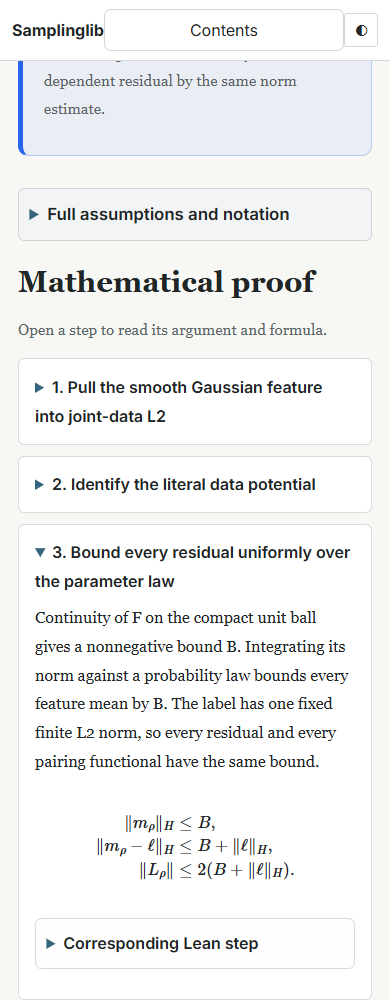 Samplinglib
Contents
dependent residual by the same norm
estimate.
Full assumptions and notation
Mathematical proof
Open a step to read its argument and formula.
1. Pull the smooth Gaussian feature
into joint-data L2
2. Identify the literal data potential
3. Bound every residual uniformly over
the parameter law
Continuity of F on the compact unit ball
gives a nonnegative bound B. Integrating its
norm against a probability law bounds every
feature mean by B. The label has one fixed
finite L2 norm, so every residual and every
pairing functional have the same bound.
‖m_ρ‖_H ≤ B,
‖m_ρ − ℓ‖_H ≤ B + ‖ℓ‖_H,
‖L_ρ‖ ≤ 2(B + ‖ℓ‖_H).
Corresponding Lean step